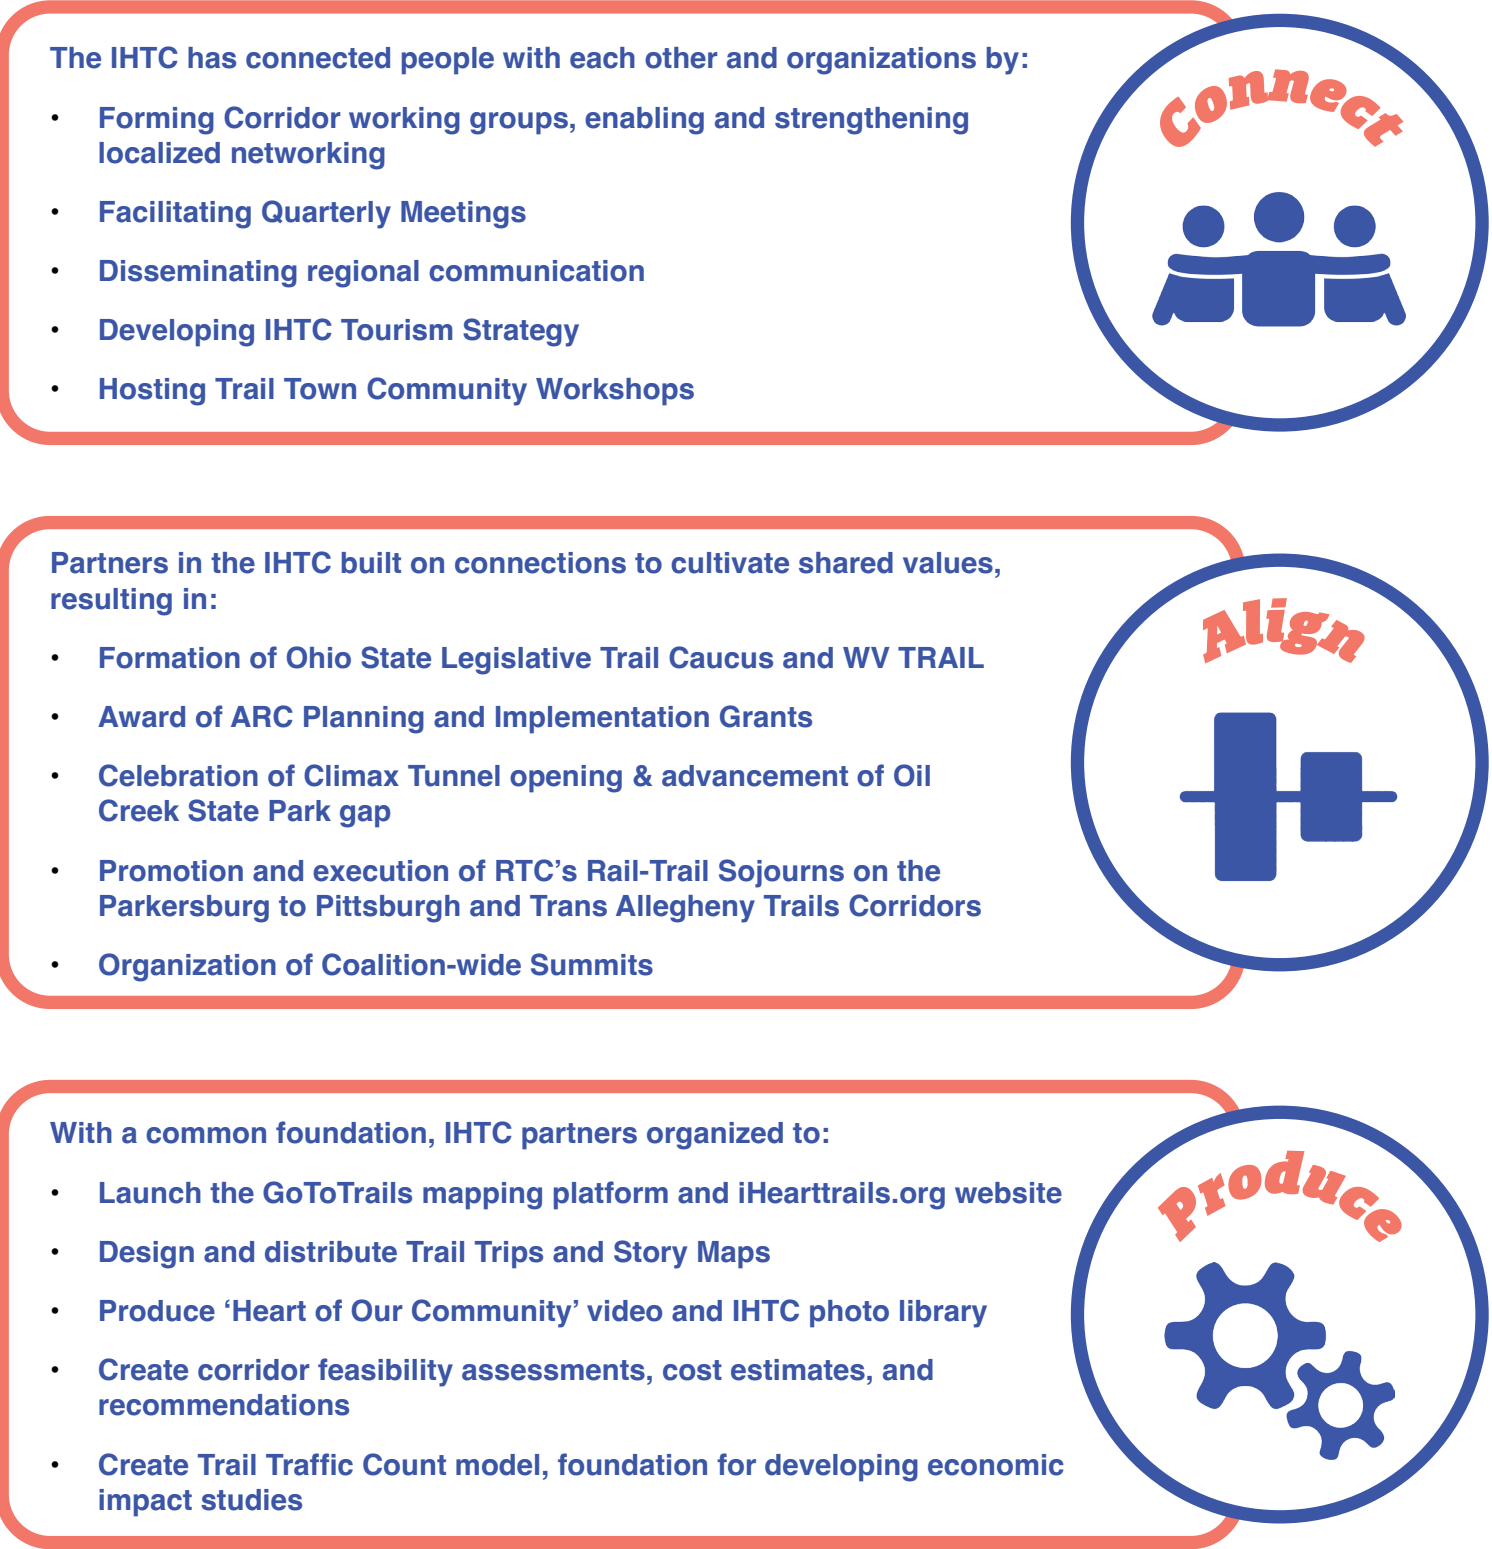 The IHTC has connected people with each other and organizations by:
• Forming Corridor working groups, enabling and strengthening
localized networking
• Facilitating Quarterly Meetings
• Disseminating regional communication
• Developing IHTC Tourism Strategy
• Hosting Trail Town Community Workshops
Connect
Partners in the IHTC built on connections to cultivate shared values,
resulting in:
• Formation of Ohio State Legislative Trail Caucus and WV TRAIL
• Award of ARC Planning and Implementation Grants
• Celebration of Climax Tunnel opening & advancement of Oil
Creek State Park gap
• Promotion and execution of RTC’s Rail-Trail Sojourns on the
Parkersburg to Pittsburgh and Trans Allegheny Trails Corridors
• Organization of Coalition-wide Summits
Align
With a common foundation, IHTC partners organized to:
• Launch the GoToTrails mapping platform and iHearttrails.org website
• Design and distribute Trail Trips and Story Maps
• Produce ‘Heart of Our Community’ video and IHTC photo library
• Create corridor feasibility assessments, cost estimates, and
recommendations
• Create Trail Traffic Count model, foundation for developing economic
impact studies
Produce